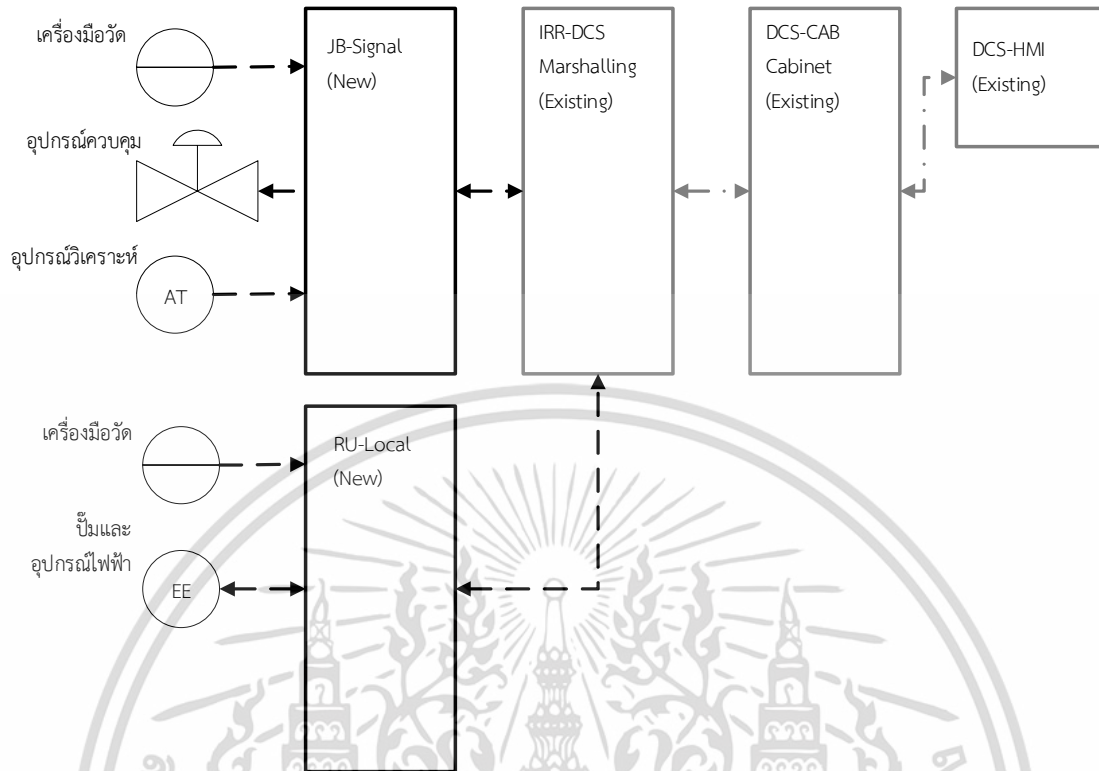 เครื่องมือวัด
JB-Signal
(New)
IRR-DCS
Marshalling
(Existing)
DCS-CAB
Cabinet
(Existing)
DCS-HMI
(Existing)
อุปกรณ์ควบคุม
อุปกรณ์วิเคราะห์
AT
เครื่องมือวัด
RU-Local
(New)
ปั๊มและ
อุปกรณ์ไฟฟ้า
EE